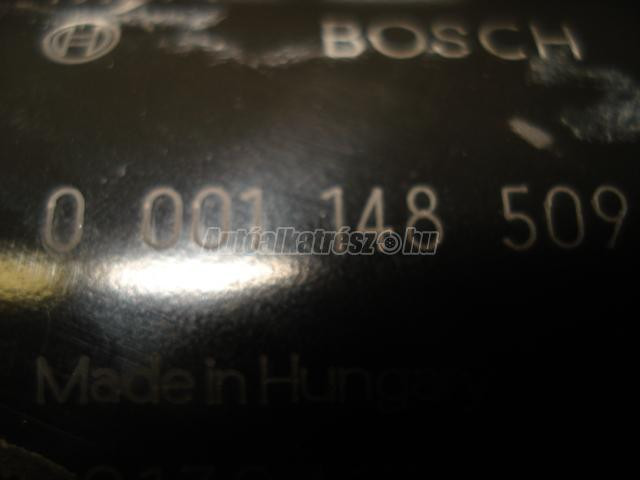 BOSCH
0 001 148 509
Autóalkatrész.hu
Made in Hungary